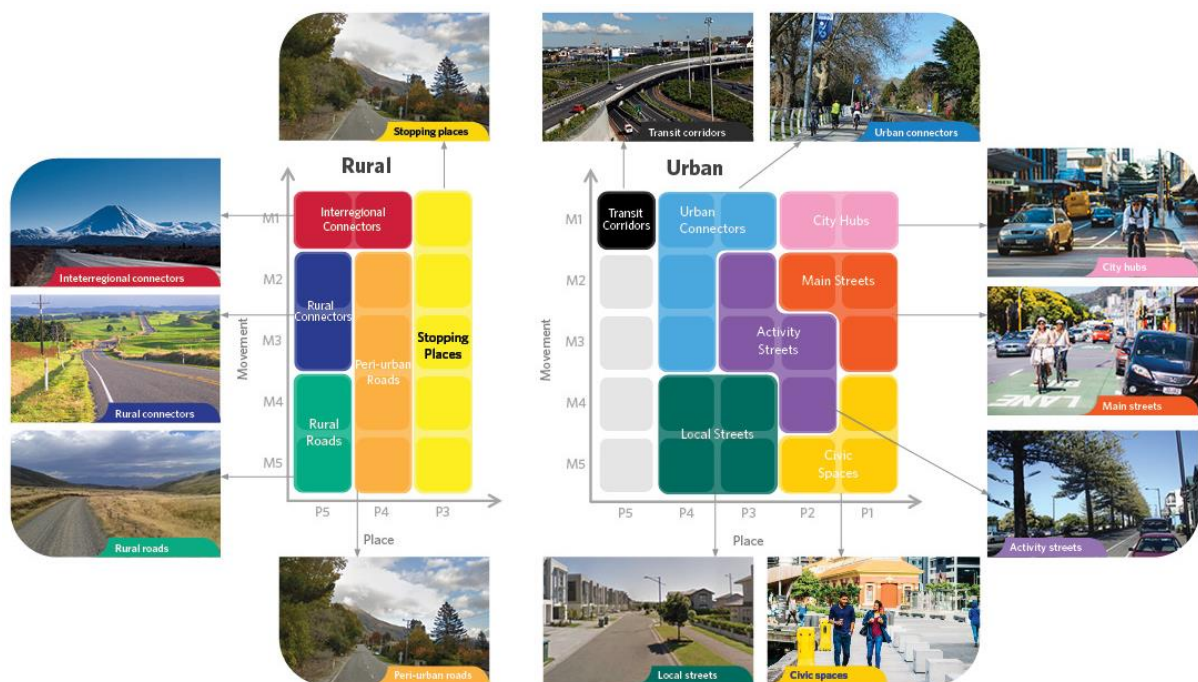 Stopping places
Transit corridors
Urban connectors
Rural
Urban
Inteterregional connectors
Rural connectors
Rural roads
Movement
M1
M2
M3
M4
M5
Interregional
Connectors
Rural
Connectors
Rural
Roads
Peri-urban
Roads
Stopping
Places
P5
P4
P3
Place
Peri-urban roads
Movement
M1
M2
M3
M4
M5
Transit
Corridors
Urban
Connectors
City Hubs
Main Streets
Activity
Streets
Local Streets
Civic
Spaces
P5
P4
P3
P2
P1
Place
City hubs
LANE
Main streets
Activity streets
Local streets
Civic spaces